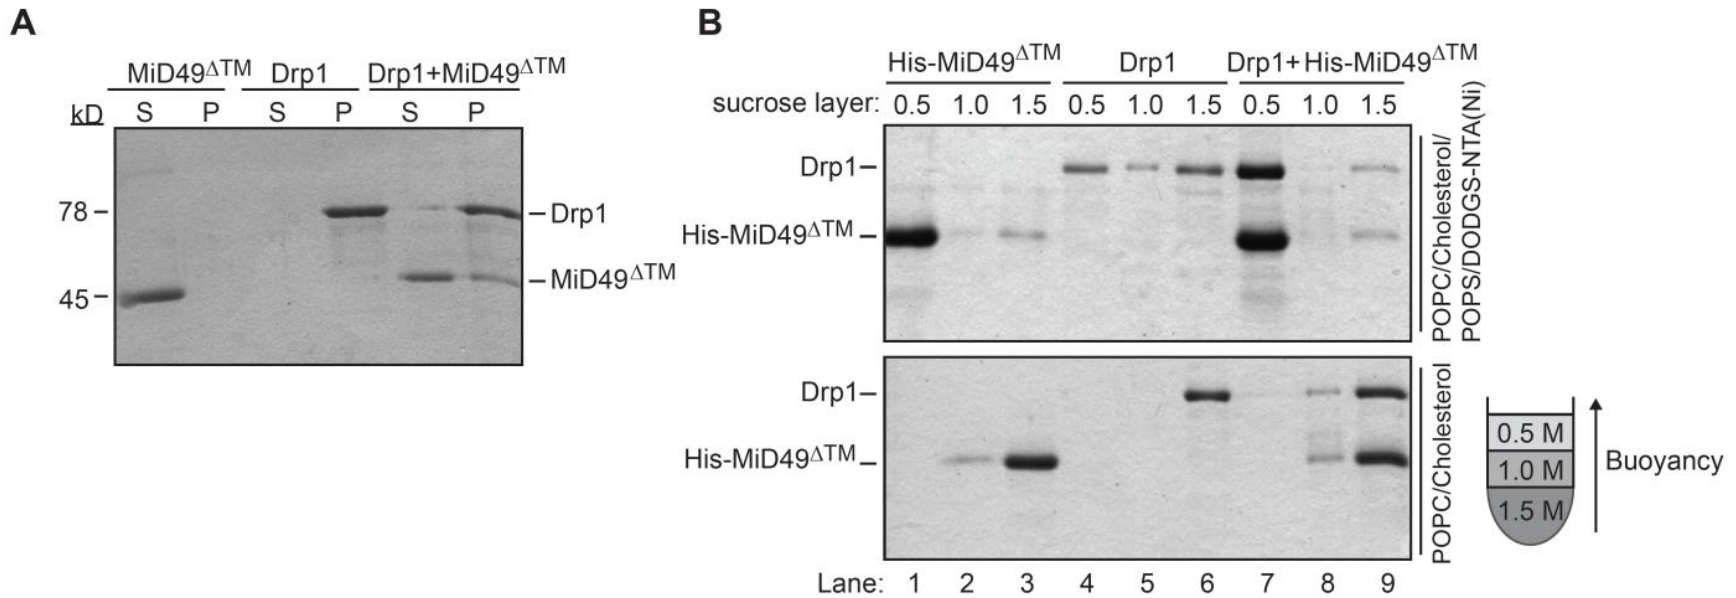 A
MiD49ΔTM Drp1 Drp1+MiD49ΔTM
kD S P S P S P
78 Drp1
45 MiD49ΔTM
B
His-MiD49ΔTM Drp1 Drp1+His-MiD49ΔTM
sucrose layer: 0.5 1.0 1.5 0.5 1.0 1.5 0.5 1.0 1.5
Drp1
His-MiD49ΔTM
POPC/Cholesterol/
POPS/DODGS-NTA(Ni)
Drp1
His-MiD49ΔTM
POPC/Cholesterol
Lane: 1 2 3 4 5 6 7 8 9
0.5 M
1.0 M
1.5 M
Buoyancy